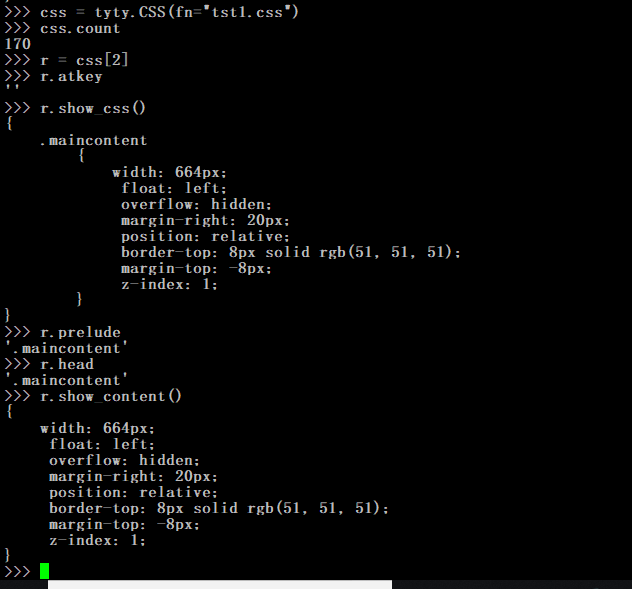 >>> css = tyty.CSS(fn="tst1.css")
>>> css.count
170
>>> r = css[2]
>>> r.atkey
''
>>> r.show_css()
{
    .maincontent
        {
            width: 664px;
             float: left;
             overflow: hidden;
             margin-right: 20px;
             position: relative;
             border-top: 8px solid rgb(51, 51, 51);
             margin-top: -8px;
             z-index: 1;
        }
}
>>> r.prelude
'.maincontent'
>>> r.head
'.maincontent'
>>> r.show_content()
{
    width: 664px;
     float: left;
     overflow: hidden;
     margin-right: 20px;
     position: relative;
     border-top: 8px solid rgb(51, 51, 51);
     margin-top: -8px;
     z-index: 1;
}
>>>